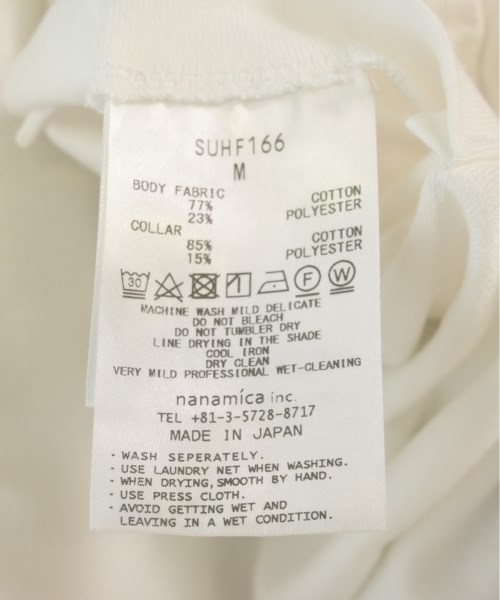 SUHF166
M
BODY FABRIC
77% COTTON
23% POLYESTER
COLLAR
85% COTTON
15% POLYESTER
30 F W
MACHINE WASH MILD DELICATE
DO NOT BLEACH
DO NOT TUMBLER DRY
LINE DRYING IN THE SHADE
COOL IRON
DRY CLEAN
VERY MILD PROFESSIONAL WET-CLEANING
nanamica inc.
TEL +81-3-5728-8717
MADE IN JAPAN
· WASH SEPERATELY.
· USE LAUNDRY NET WHEN WASHING.
· WHEN DRYING, SMOOTH BY HAND.
· USE PRESS CLOTH.
· AVOID GETTING WET AND
LEAVING IN A WET CONDITION.